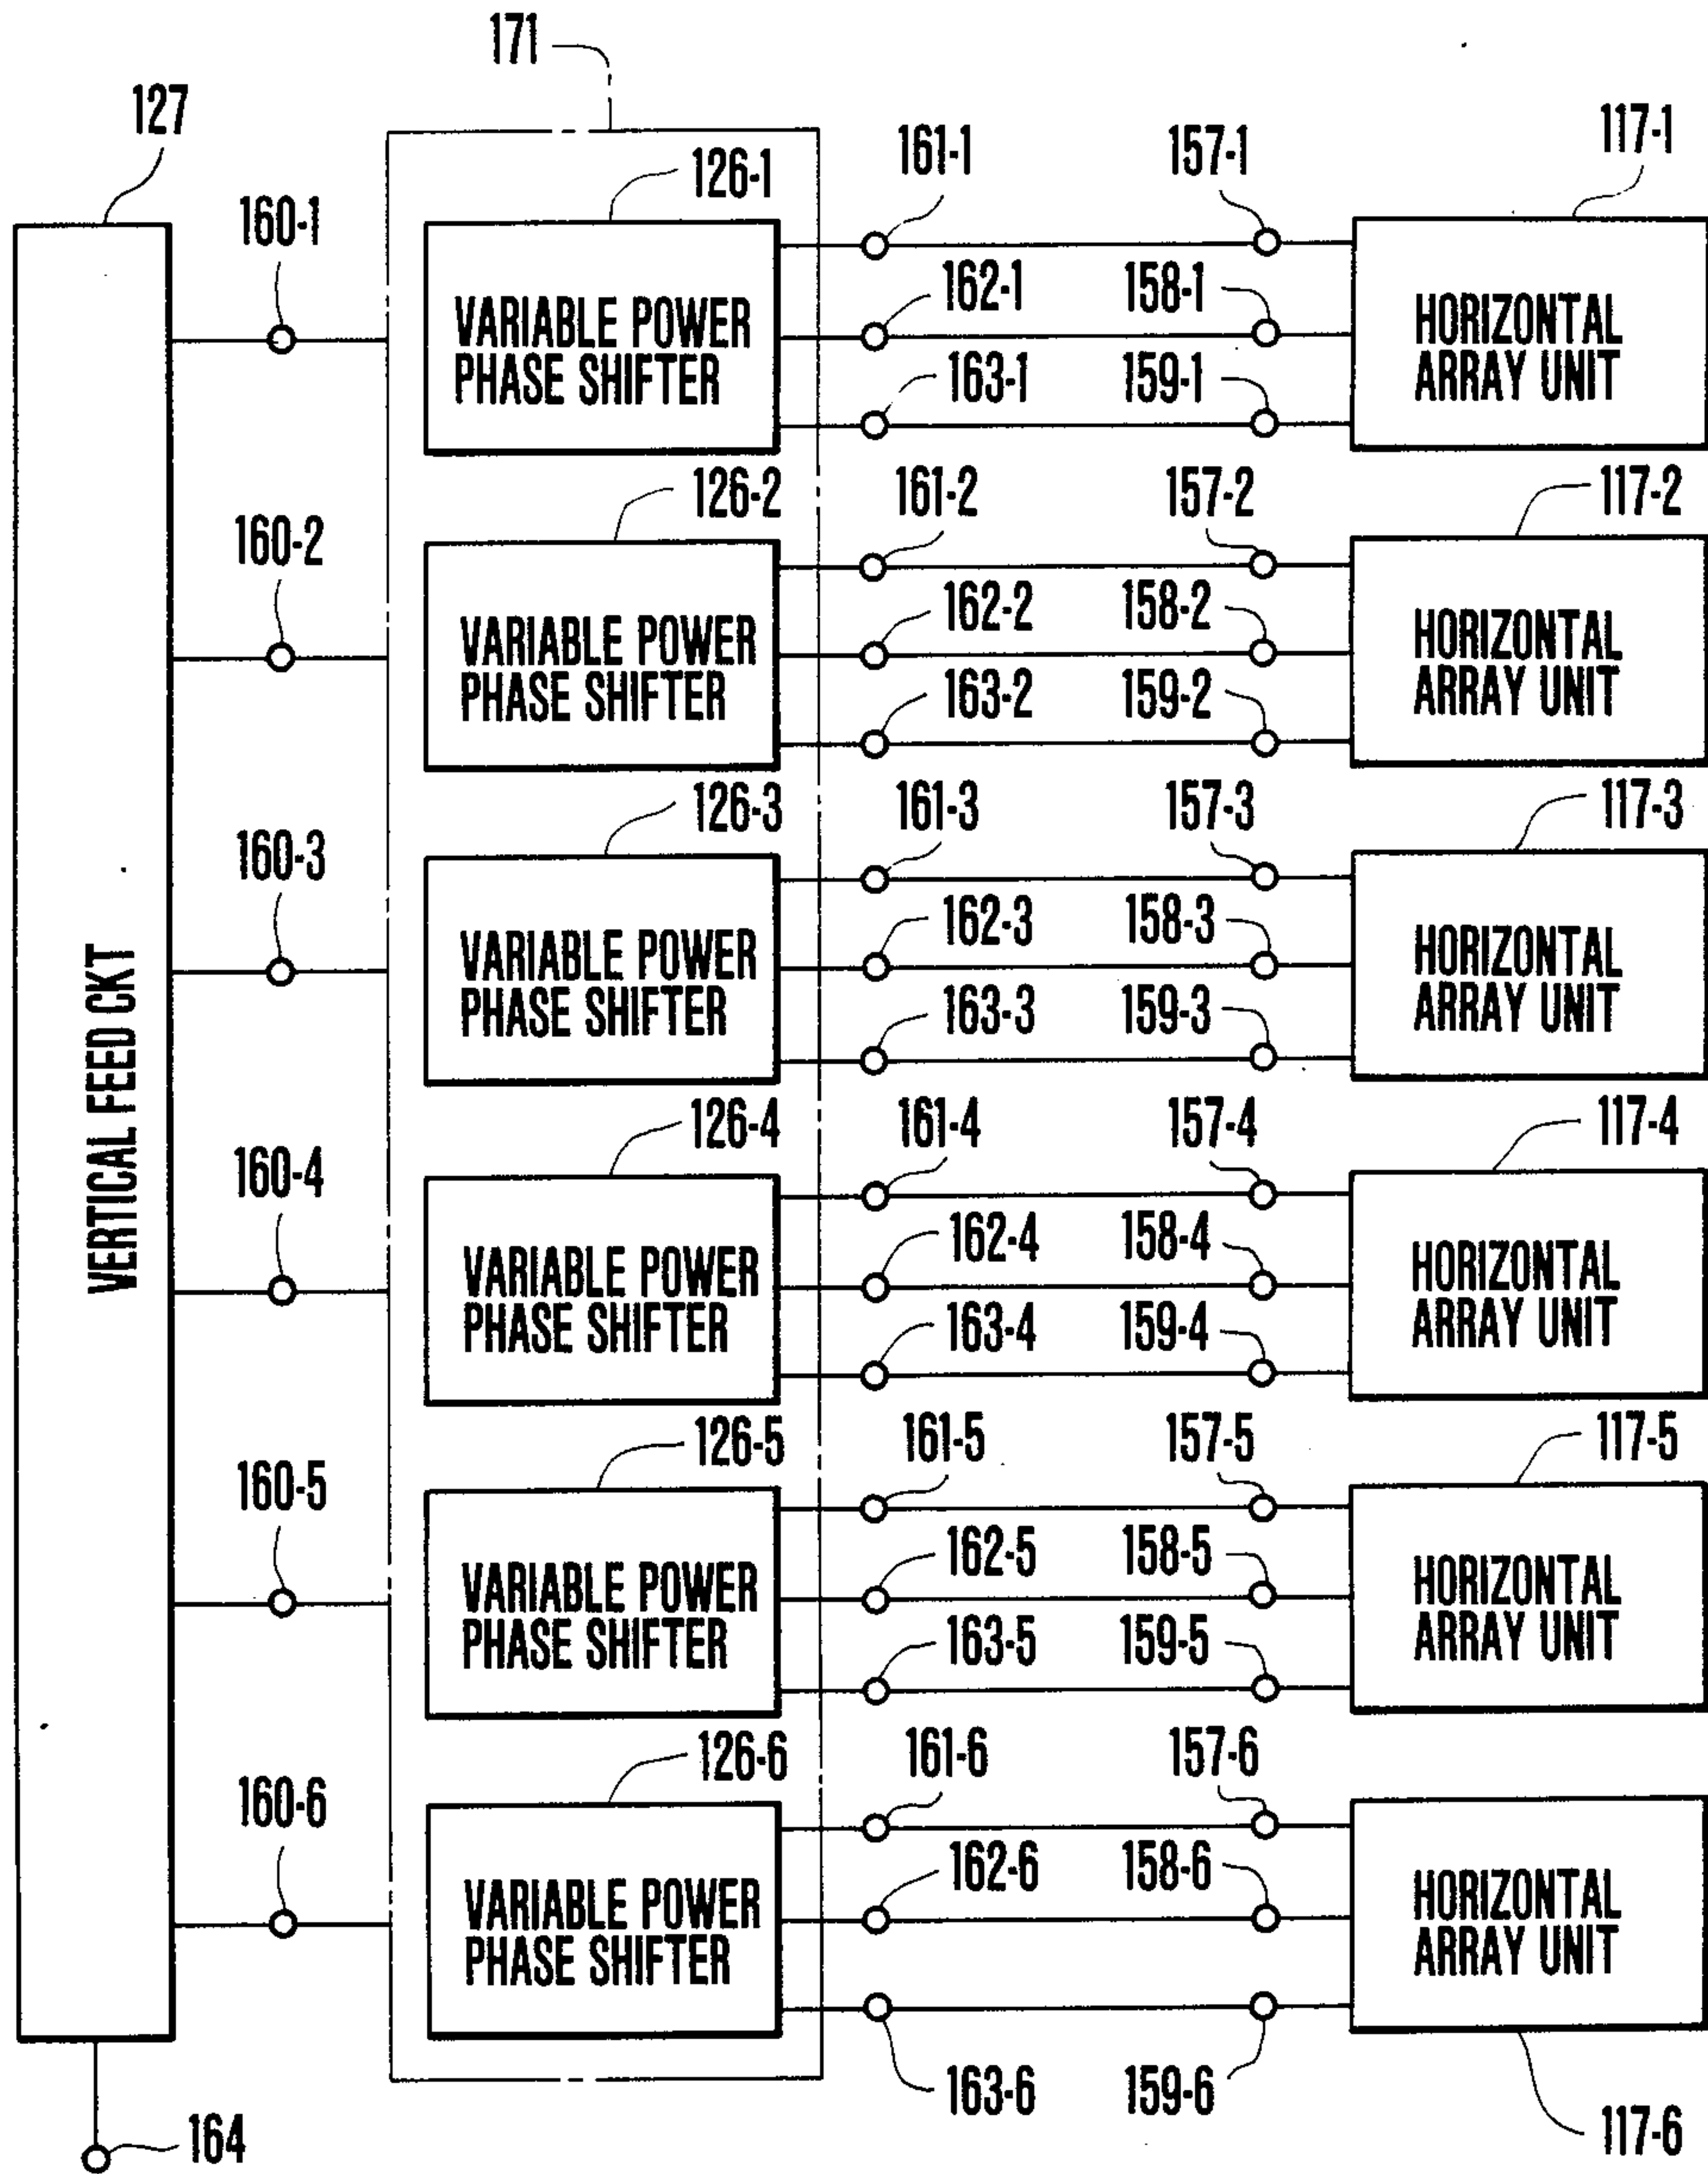 171
127
126-1
161-1
157-1
117-1
160-1
162-1
158-1
VARIABLE POWER
PHASE SHIFTER
HORIZONTAL
ARRAY UNIT
163-1
159-1
126-2
161-2
157-2
117-2
160-2
162-2
158-2
VARIABLE POWER
PHASE SHIFTER
HORIZONTAL
ARRAY UNIT
163-2
159-2
126-3
161-3
157-3
117-3
160-3
162-3
158-3
VARIABLE POWER
PHASE SHIFTER
HORIZONTAL
ARRAY UNIT
163-3
159-3
VERTICAL FEED CKT
126-4
161-4
157-4
117-4
160-4
162-4
158-4
VARIABLE POWER
PHASE SHIFTER
HORIZONTAL
ARRAY UNIT
163-4
159-4
126-5
161-5
157-5
117-5
160-5
162-5
158-5
VARIABLE POWER
PHASE SHIFTER
HORIZONTAL
ARRAY UNIT
163-5
159-5
126-6
161-6
157-6
160-6
162-6
158-6
VARIABLE POWER
PHASE SHIFTER
HORIZONTAL
ARRAY UNIT
163-6
159-6
117-6
164